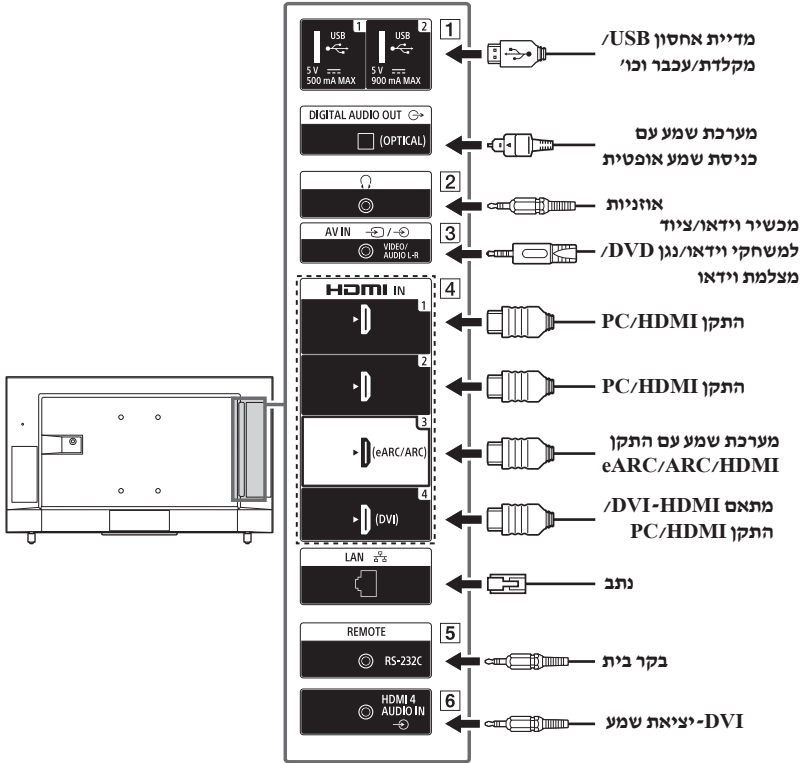 1
USB
5 V
500 mA MAX
2
USB
5 V
900 mA MAX
1
מדיית אחסון USB/
מקלדת/עכבר וכו'
DIGITAL AUDIO OUT
(OPTICAL)
מערכת שמע עם
כניסת שמע אופטית
2
אוזניות
AV IN /
VIDEO/
AUDIO L-R
3
מכשיר וידאו/ציוד
למשחקי וידאו/נגן DVD/
מצלמת וידאו
HDMI IN
4
1
התקן PC/HDMI
2
התקן PC/HDMI
3
(eARC/ARC)
מערכת שמע עם התקן
eARC/ARC/HDMI
4
(DVI)
מתאם DVI-HDMI/
התקן PC/HDMI
LAN
נתב
REMOTE
RS-232C
5
בקר בית
HDMI 4
AUDIO IN
6
DVI-יציאת שמע